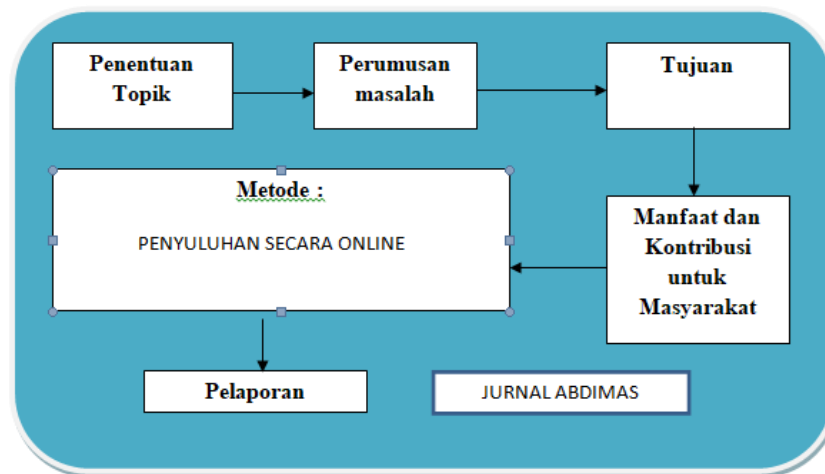 Penentuan
Topik
Perumusan
masalah
Tujuan
Manfaat dan
Kontribusi
untuk
Masyarakat
Metode :
PENYULUHAN SECARA ONLINE
Pelaporan
JURNAL ABDIMAS